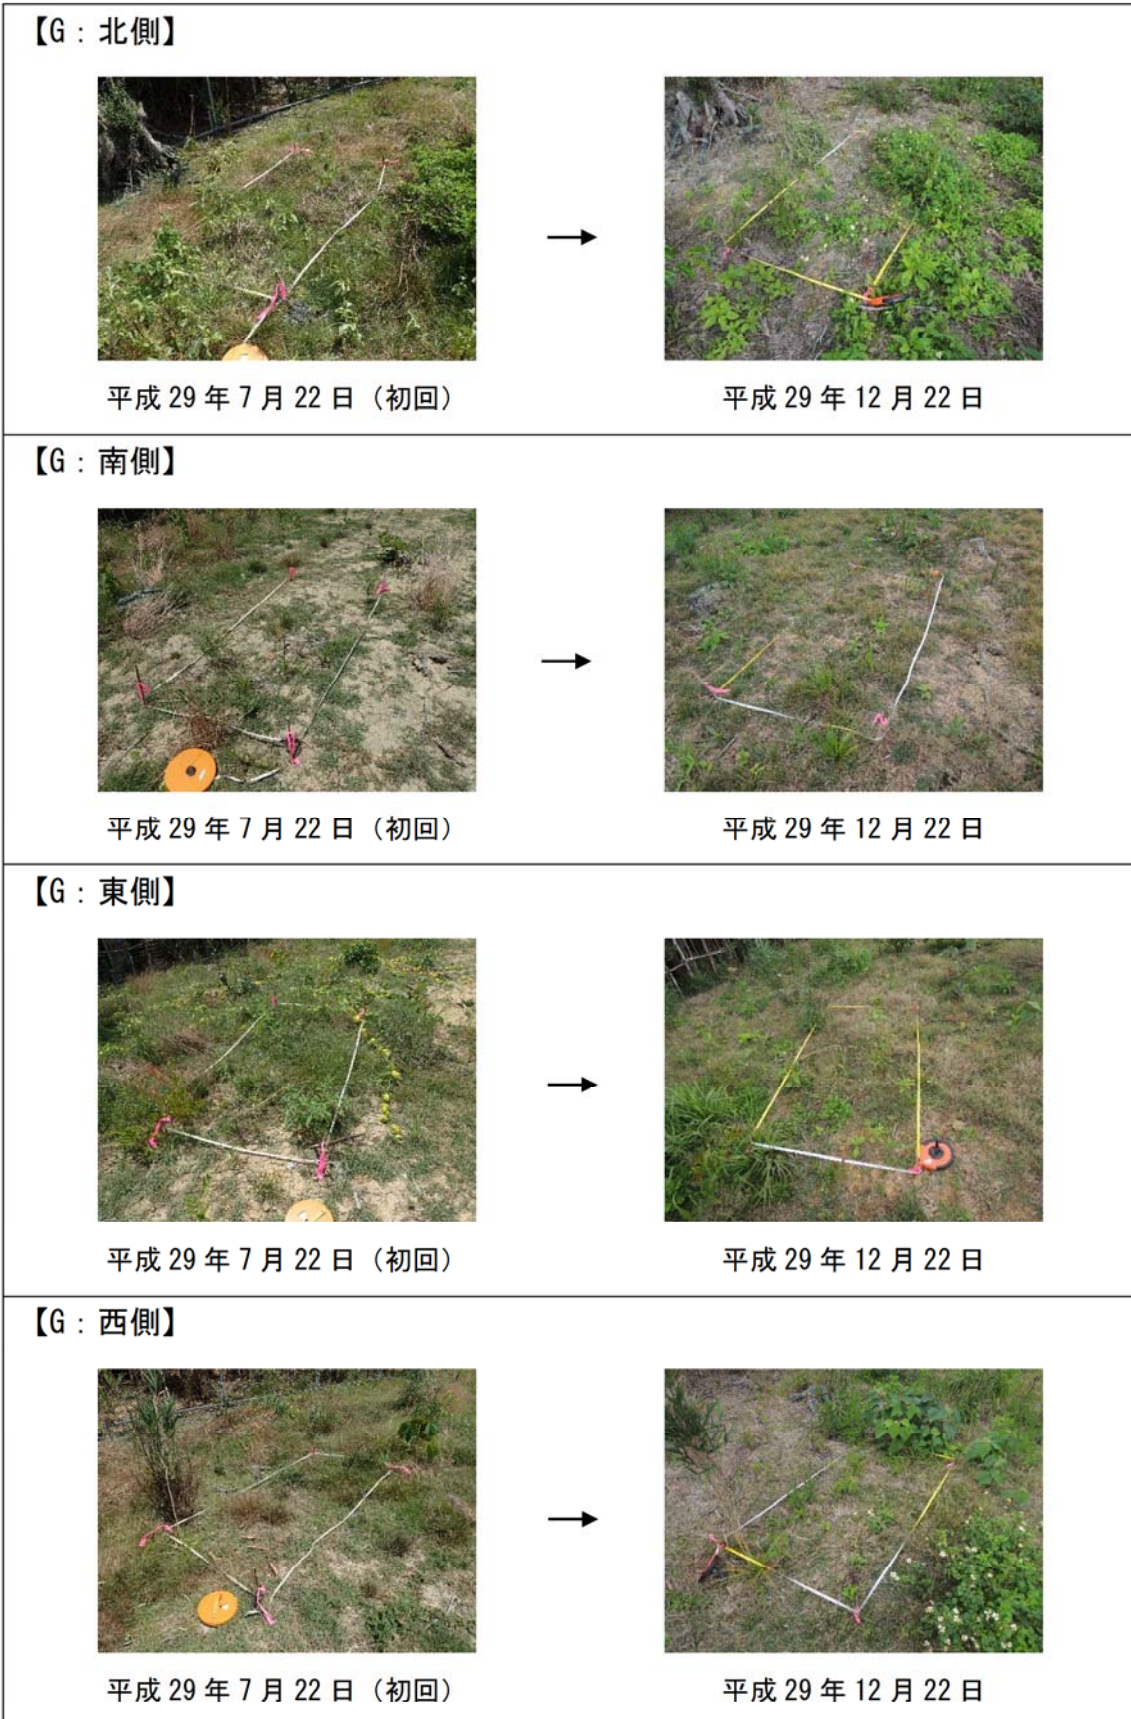 【G：北側】
平成 29 年 7 月 22 日（初回）
平成 29 年 12 月 22 日
【G：南側】
平成 29 年 7 月 22 日（初回）
平成 29 年 12 月 22 日
【G：東側】
平成 29 年 7 月 22 日（初回）
平成 29 年 12 月 22 日
【G：西側】
平成 29 年 7 月 22 日（初回）
平成 29 年 12 月 22 日